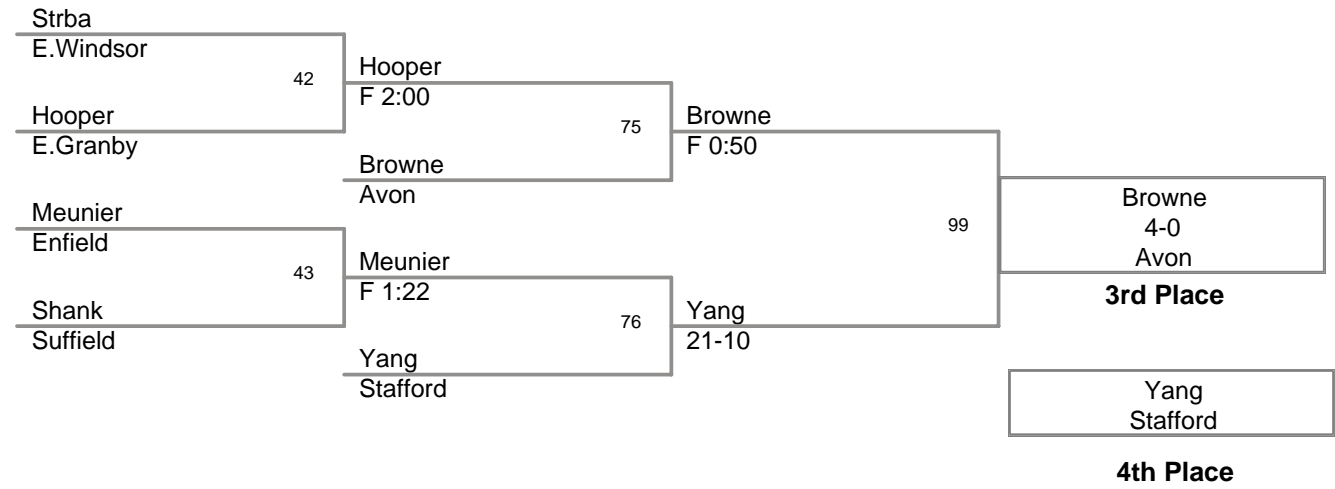 Strba
E.Windsor
42
Hooper
F 2:00
Hooper
E.Granby
75
Browne
F 0:50
Browne
Avon
Meunier
Enfield
99
Browne
4-0
Avon
3rd Place
43
Meunier
F 1:22
Shank
Suffield
76
Yang
21-10
Yang
Stafford
Yang
Stafford
4th Place